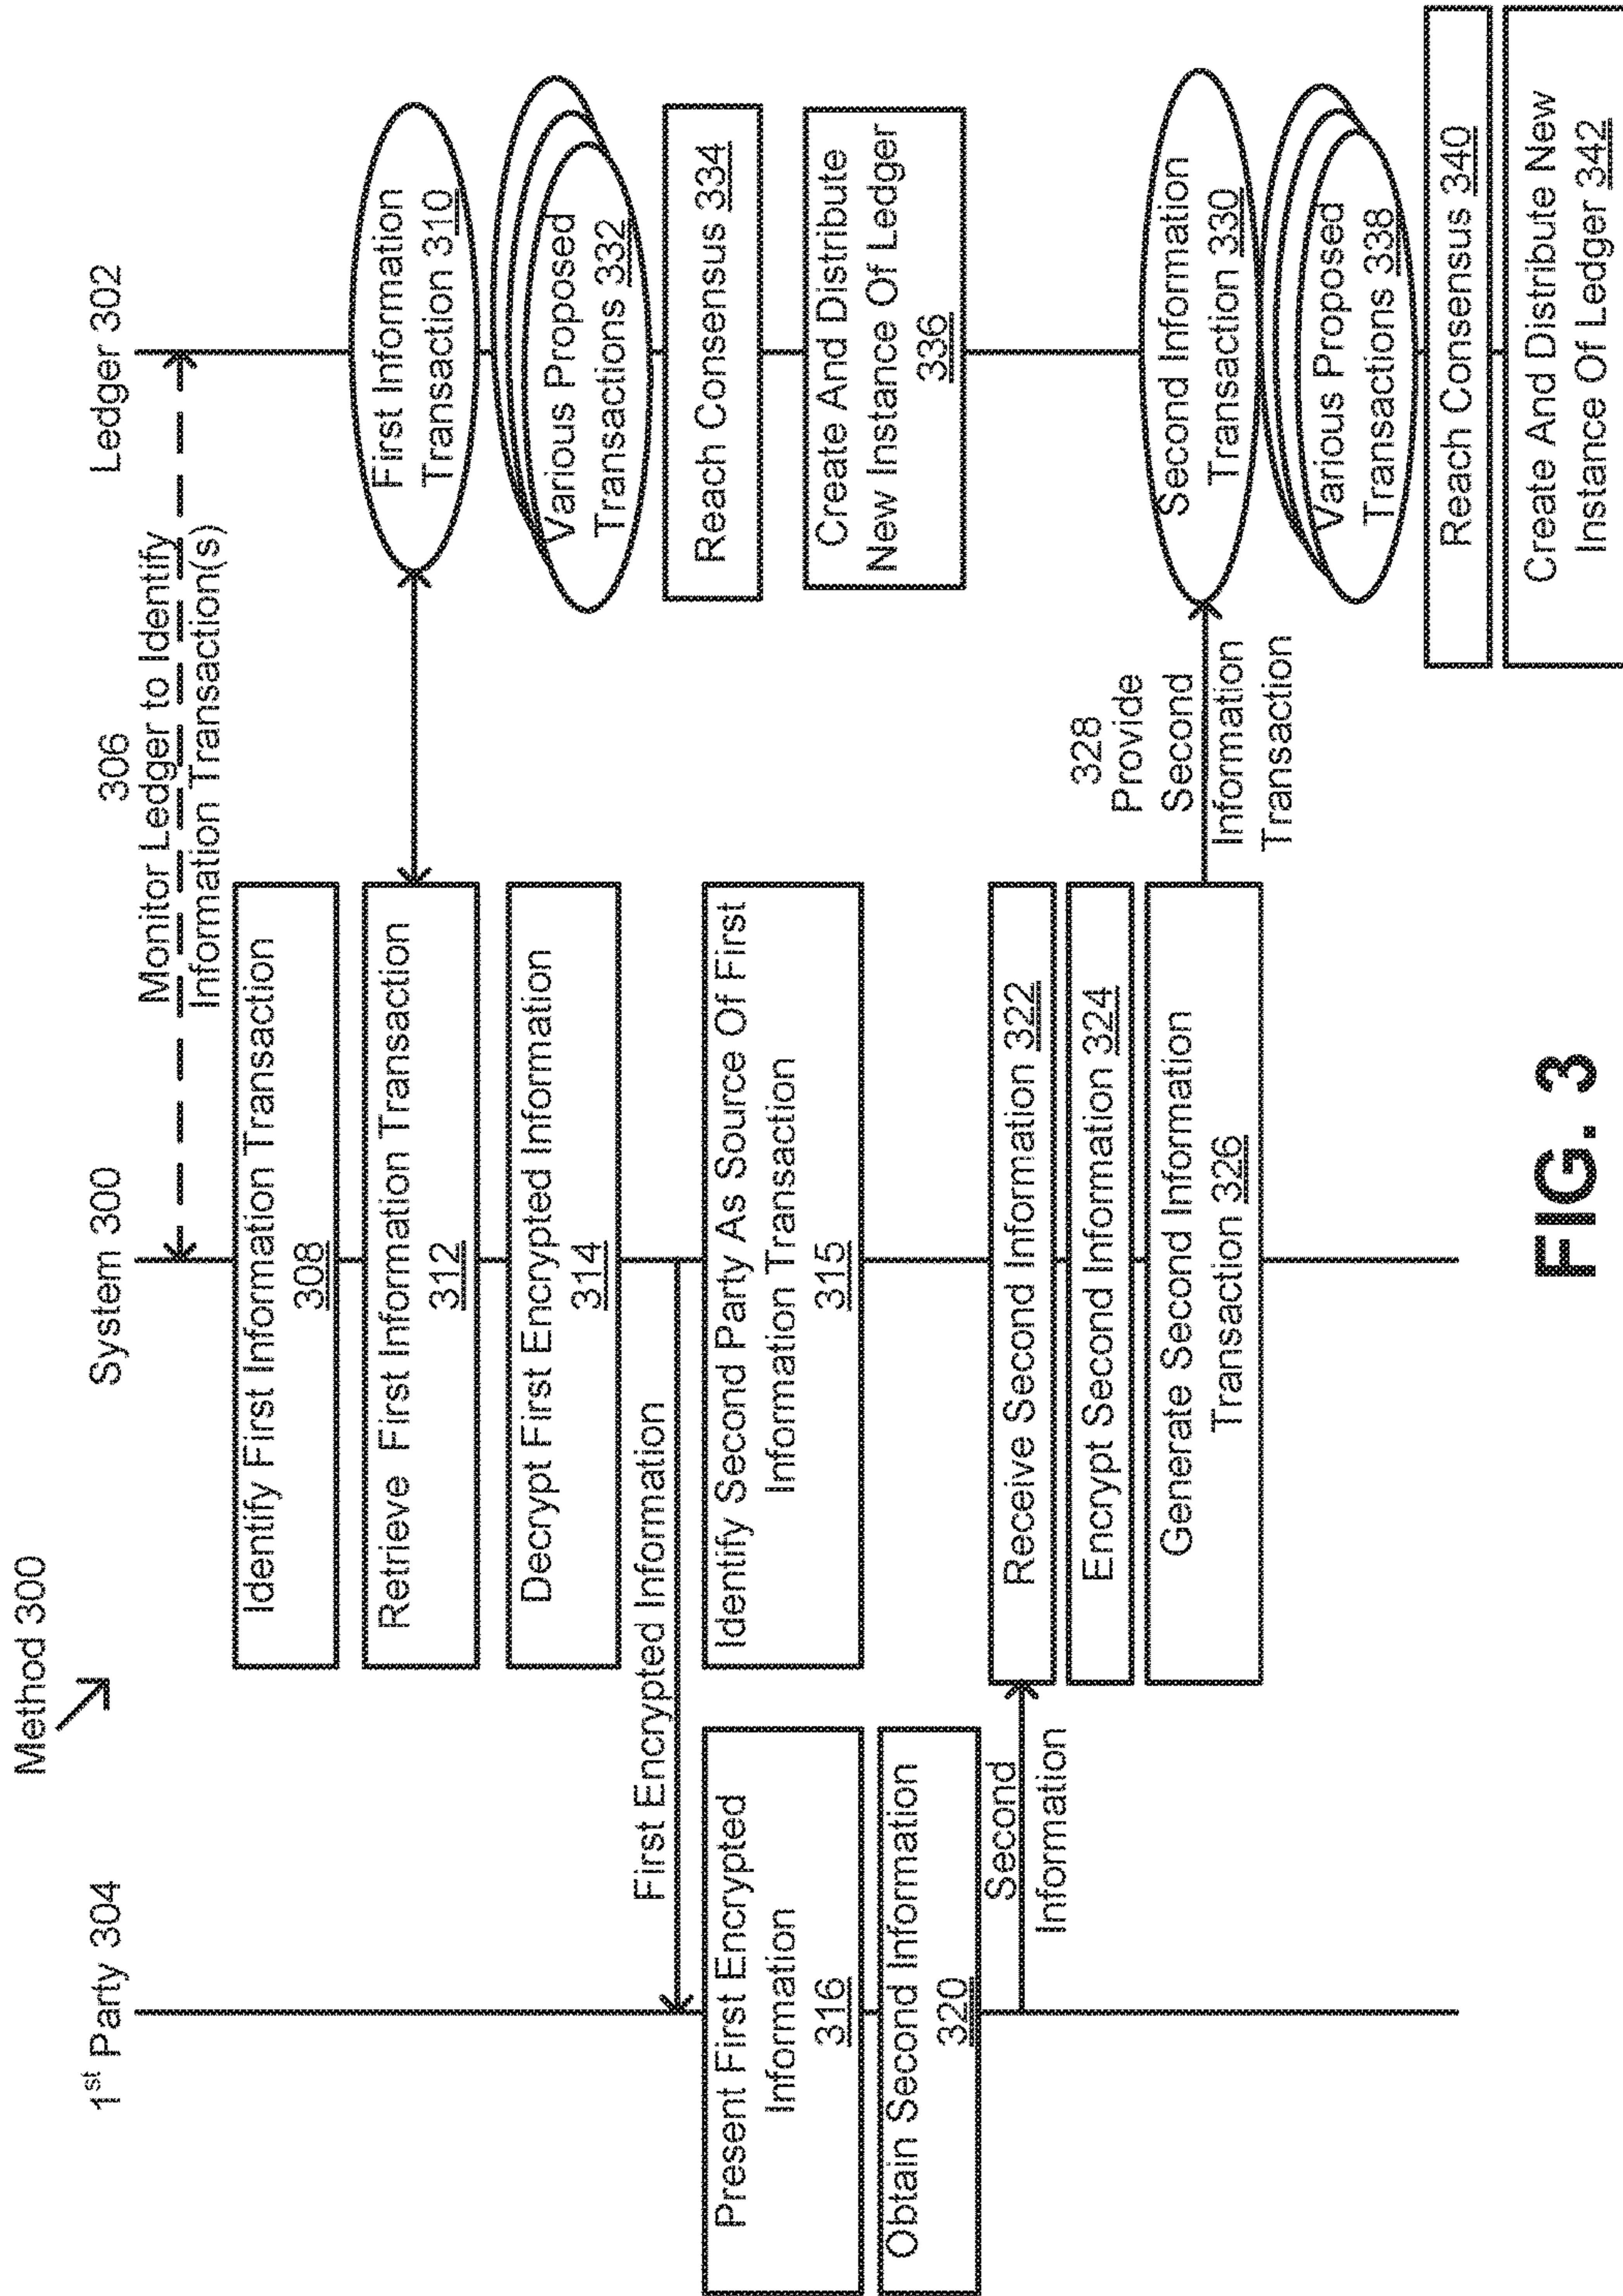 Method 300
1st Party 304
System 300
Ledger 302
306
Monitor Ledger to Identify
Information Transaction(s)
Identify First Information Transaction
308
Retrieve First Information Transaction
312
First Information
Transaction 310
Decrypt First Encrypted Information
314
Various Proposed
Transactions 332
First Encrypted Information
Reach Consensus 334
Present First Encrypted
Information
316
Identify Second Party As Source Of First
Information Transaction
315
Create And Distribute
New Instance Of Ledger
336
Obtain Second Information
320
Second
Information
Receive Second Information 322
Encrypt Second Information 324
Generate Second Information
Transaction 326
328
Provide
Second
Information
Transaction
Second Information
Transaction 330
Various Proposed
Transactions 338
Reach Consensus 340
Create And Distribute New
Instance Of Ledger 342
FIG. 3